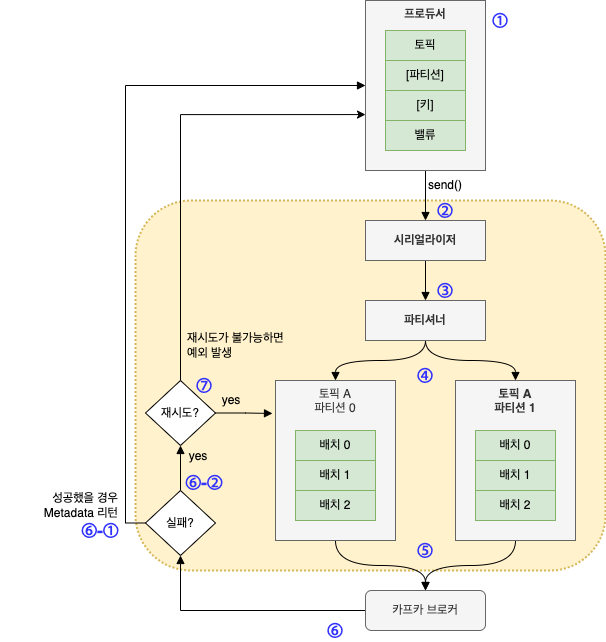 프로듀서
①
토픽
[파티션]
[키]
밸류
send()
②
시리얼라이저
③
파티셔너
재시도가 불가능하면
예외 발생
④
⑦
재시도?
yes
토픽 A
파티션 0
배치 0
배치 1
배치 2
토픽 A
파티션 1
배치 0
배치 1
배치 2
yes
⑥-②
성공했을 경우
Metadata 리턴
⑥-①
실패?
⑤
카프카 브로커
⑥